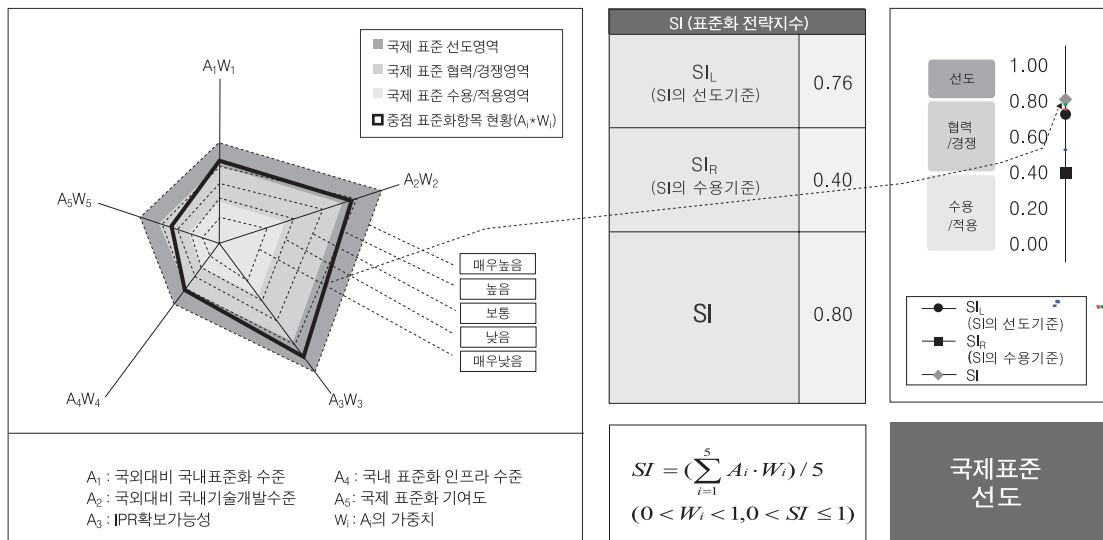 국제 표준 선도영역
국제 표준 협력/경쟁영역
국제 표준 수용/적용영역
중점 표준화항목 현황(Aᵢ*Wᵢ)
A₁W₁
A₂W₂
A₅W₅
A₄W₄
A₃W₃
매우높음
높음
보통
낮음
매우낮음
A₁ : 국외대비 국내표준화 수준
A₂ : 국외대비 국내기술개발수준
A₃ : IPR확보가능성
A₄ : 국내 표준화 인프라 수준
A₅ : 국제 표준화 기여도
Wᵢ : Aᵢ의 가중치
SI (표준화 전략지수)
SI_L
(SI의 선도기준)
0.76
SI_R
(SI의 수용기준)
0.40
SI
0.80
SI = (∑ᵢ₌₁⁵ Aᵢ · Wᵢ) / 5
(0 < Wᵢ < 1, 0 < SI ≤ 1)
선도
협력
/경쟁
수용
/적용
1.00
0.80
0.60
0.40
0.20
0.00
SI_L
(SI의 선도기준)
SI_R
(SI의 수용기준)
SI
국제표준
선도